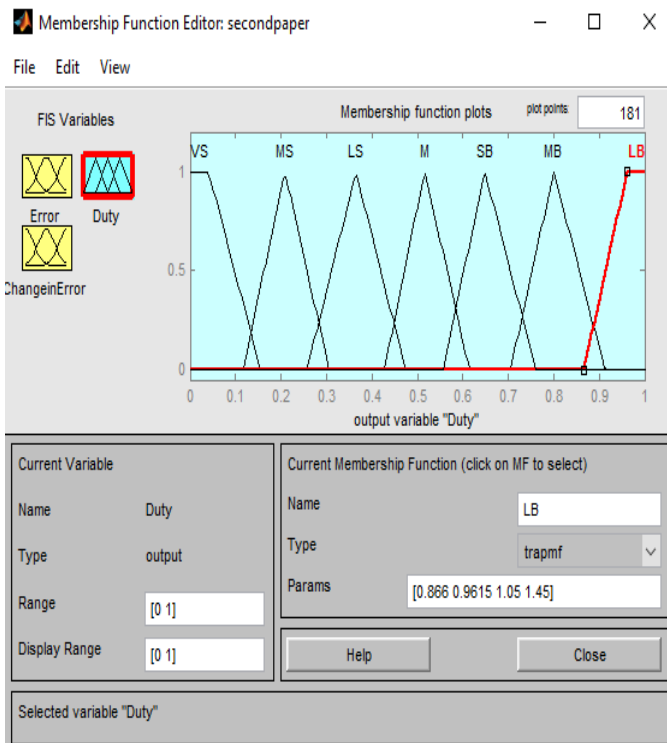 Membership Function Editor: secondpaper
File Edit View
FIS Variables
Error
Duty
ChangeinError
Membership function plots
plot points:
181
VS MS LS M SB MB LB
1
0.5
0
0 0.1 0.2 0.3 0.4 0.5 0.6 0.7 0.8 0.9 1
output variable "Duty"
Current Variable
Name Duty
Type output
Range [0 1]
Display Range [0 1]
Current Membership Function (click on MF to select)
Name LB
Type trapmf
Params [0.866 0.9615 1.05 1.45]
Help Close
Selected variable "Duty"